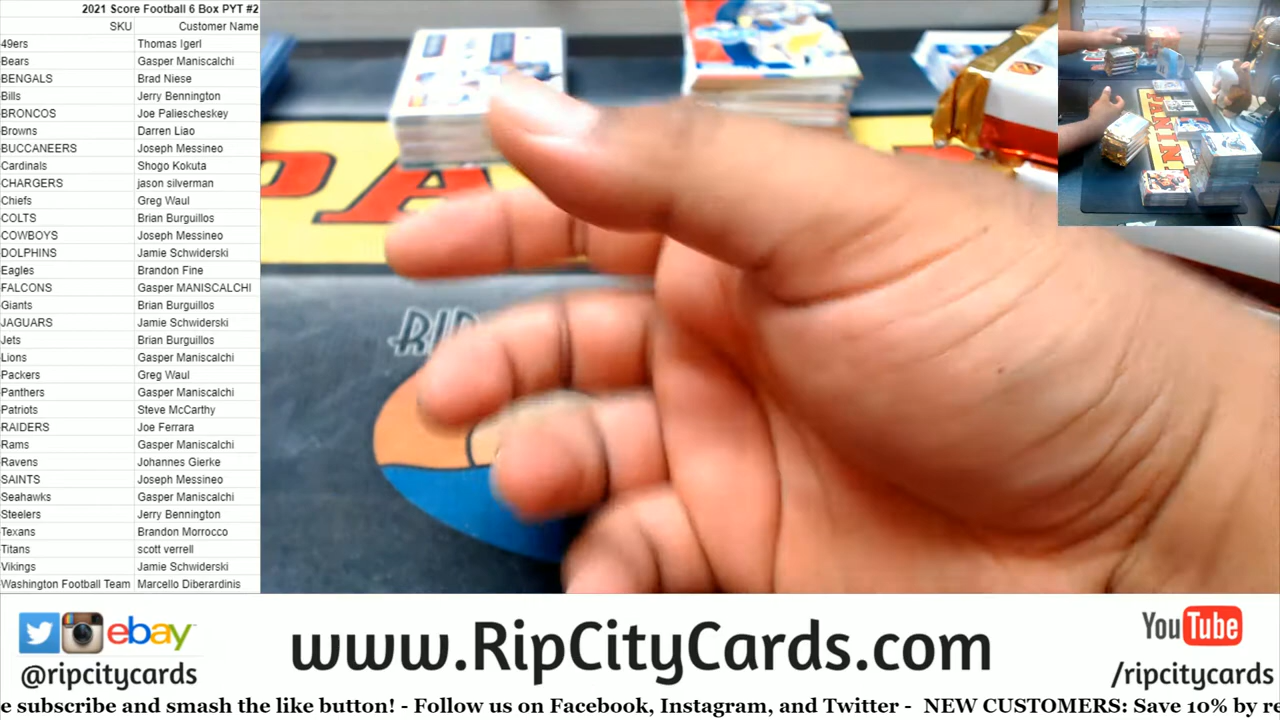 2021 Score Football 6 Box PYT #2
SKU Customer Name
49ers Thomas Igerl
Bears Gasper Maniscalchi
BENGALS Brad Niese
Bills Jerry Bennington
BRONCOS Joe Paliescheskey
Browns Darren Liao
BUCCANEERS Joseph Messineo
Cardinals Shogo Kokuta
CHARGERS jason silverman
Chiefs Greg Waul
COLTS Brian Burguillos
COWBOYS Joseph Messineo
DOLPHINS Jamie Schwiderski
Eagles Brandon Fine
FALCONS Gasper MANISCALCHI
Giants Brian Burguillos
JAGUARS Jamie Schwiderski
Jets Brian Burguillos
Lions Gasper Maniscalchi
Packers Greg Waul
Panthers Gasper Maniscalchi
Patriots Steve McCarthy
RAIDERS Joe Ferrara
Rams Gasper Maniscalchi
Ravens Johannes Gierke
SAINTS Joseph Messineo
Seahawks Gasper Maniscalchi
Steelers Jerry Bennington
Texans Brandon Morrocco
Titans scott verrell
Vikings Jamie Schwiderski
Washington Football Team Marcello Diberardinis
PA
RIP
PANINI
ebay
@ripcitycards
www.RipCityCards.com
YouTube
/ripcitycards
e subscribe and smash the like button! - Follow us on Facebook, Instagram, and Twitter - NEW CUSTOMERS: Save 10% by re